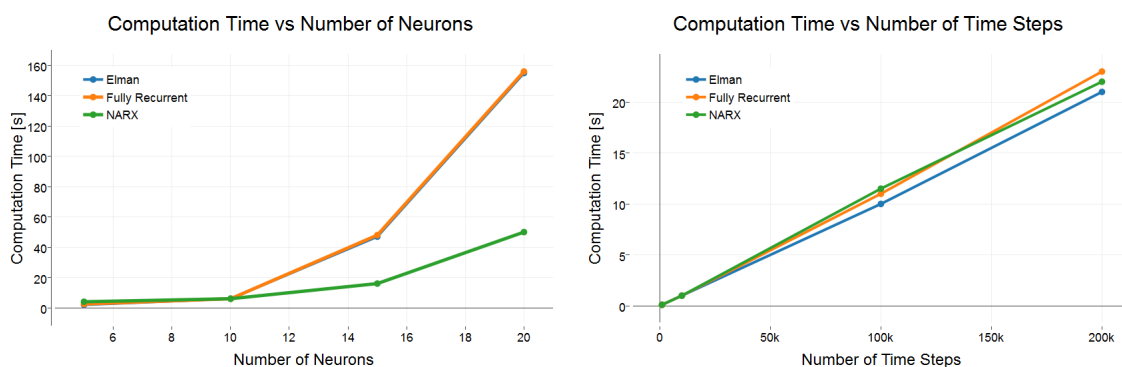 Computation Time vs Number of Neurons
Computation Time [s]
160
140
120
100
80
60
40
20
0
Elman
Fully Recurrent
NARX
6 8 10 12 14 16 18 20
Number of Neurons
Computation Time vs Number of Time Steps
Computation Time [s]
20
15
10
5
0
Elman
Fully Recurrent
NARX
0 50k 100k 150k 200k
Number of Time Steps